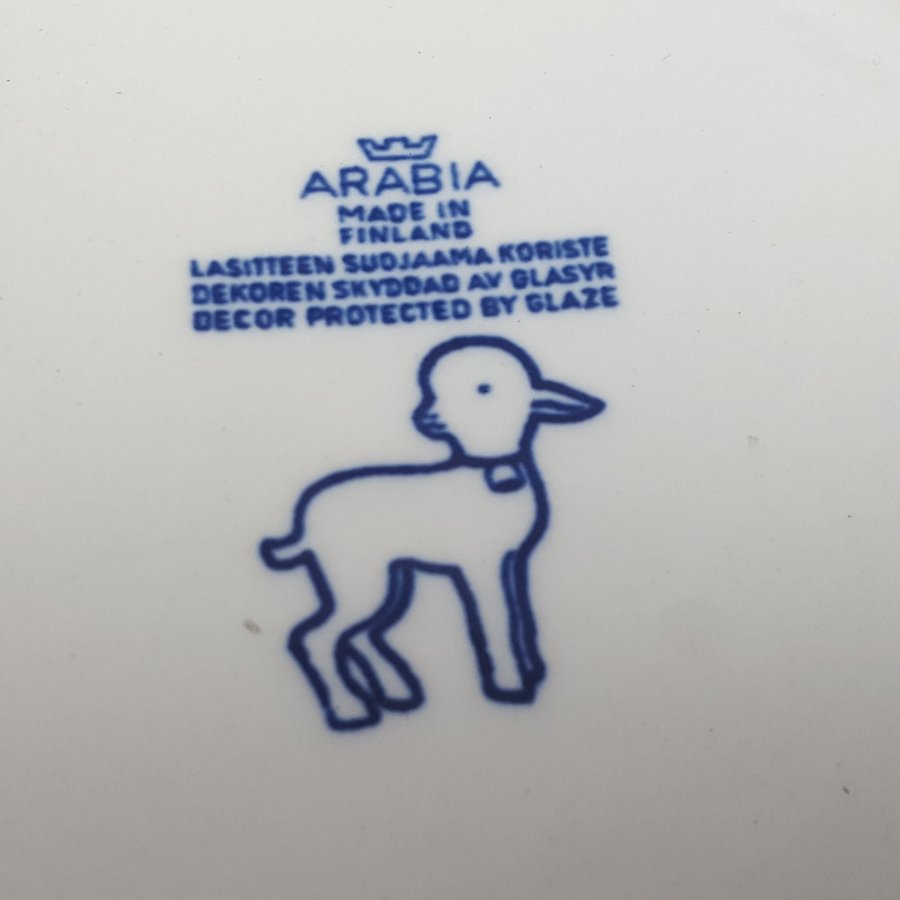 ARABIA
MADE IN
FINLAND
LASITTEEN SUOJAAMA KORISTE
DEKOREN SKYDDAD AV GLASYR
DECOR PROTECTED BY GLAZE